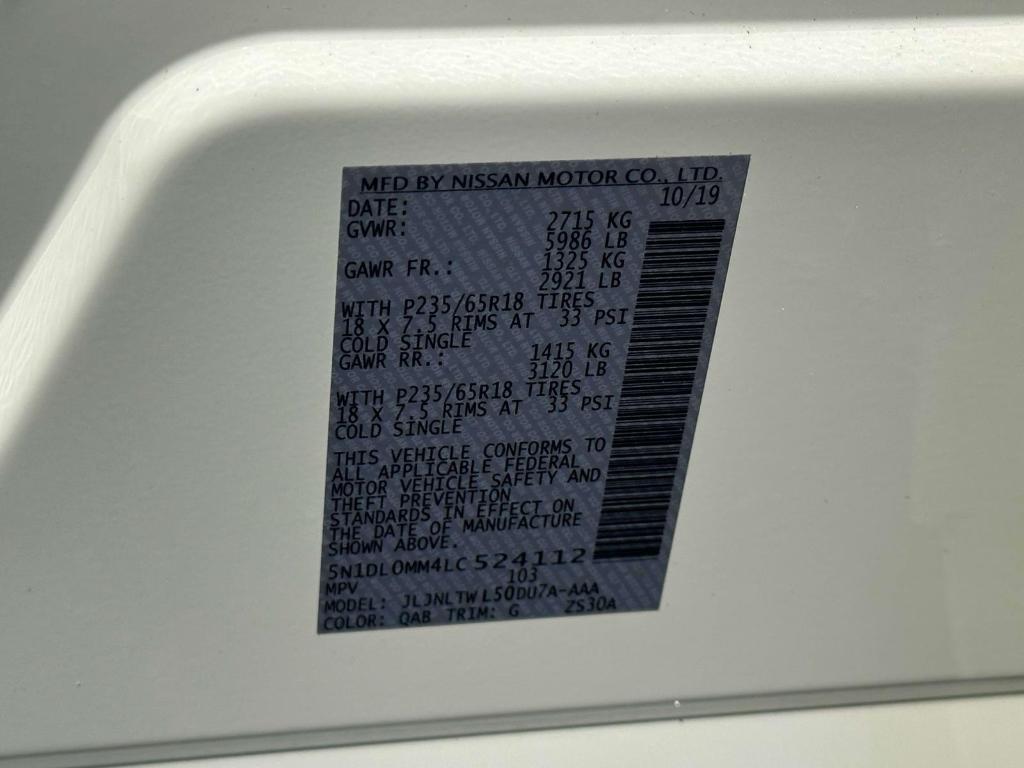 MFD BY NISSAN MOTOR CO., LTD.
DATE: 10/19
GVWR: 2715 KG
5986 LB
GAWR FR.: 1325 KG
2921 LB
WITH P235/65R18 TIRES
18 X 7.5 RIMS AT 33 PSI
COLD SINGLE
GAWR RR.: 1415 KG
3120 LB
WITH P235/65R18 TIRES
18 X 7.5 RIMS AT 33 PSI
COLD SINGLE
THIS VEHICLE CONFORMS TO
ALL APPLICABLE FEDERAL
MOTOR VEHICLE SAFETY AND
THEFT PREVENTION
STANDARDS IN EFFECT ON
THE DATE OF MANUFACTURE
SHOWN ABOVE.
5N1DL0MM4LC 524112
MPV 103
MODEL: JLJNLTW L50DU7A-AAA
COLOR: QAB TRIM: G ZS30A